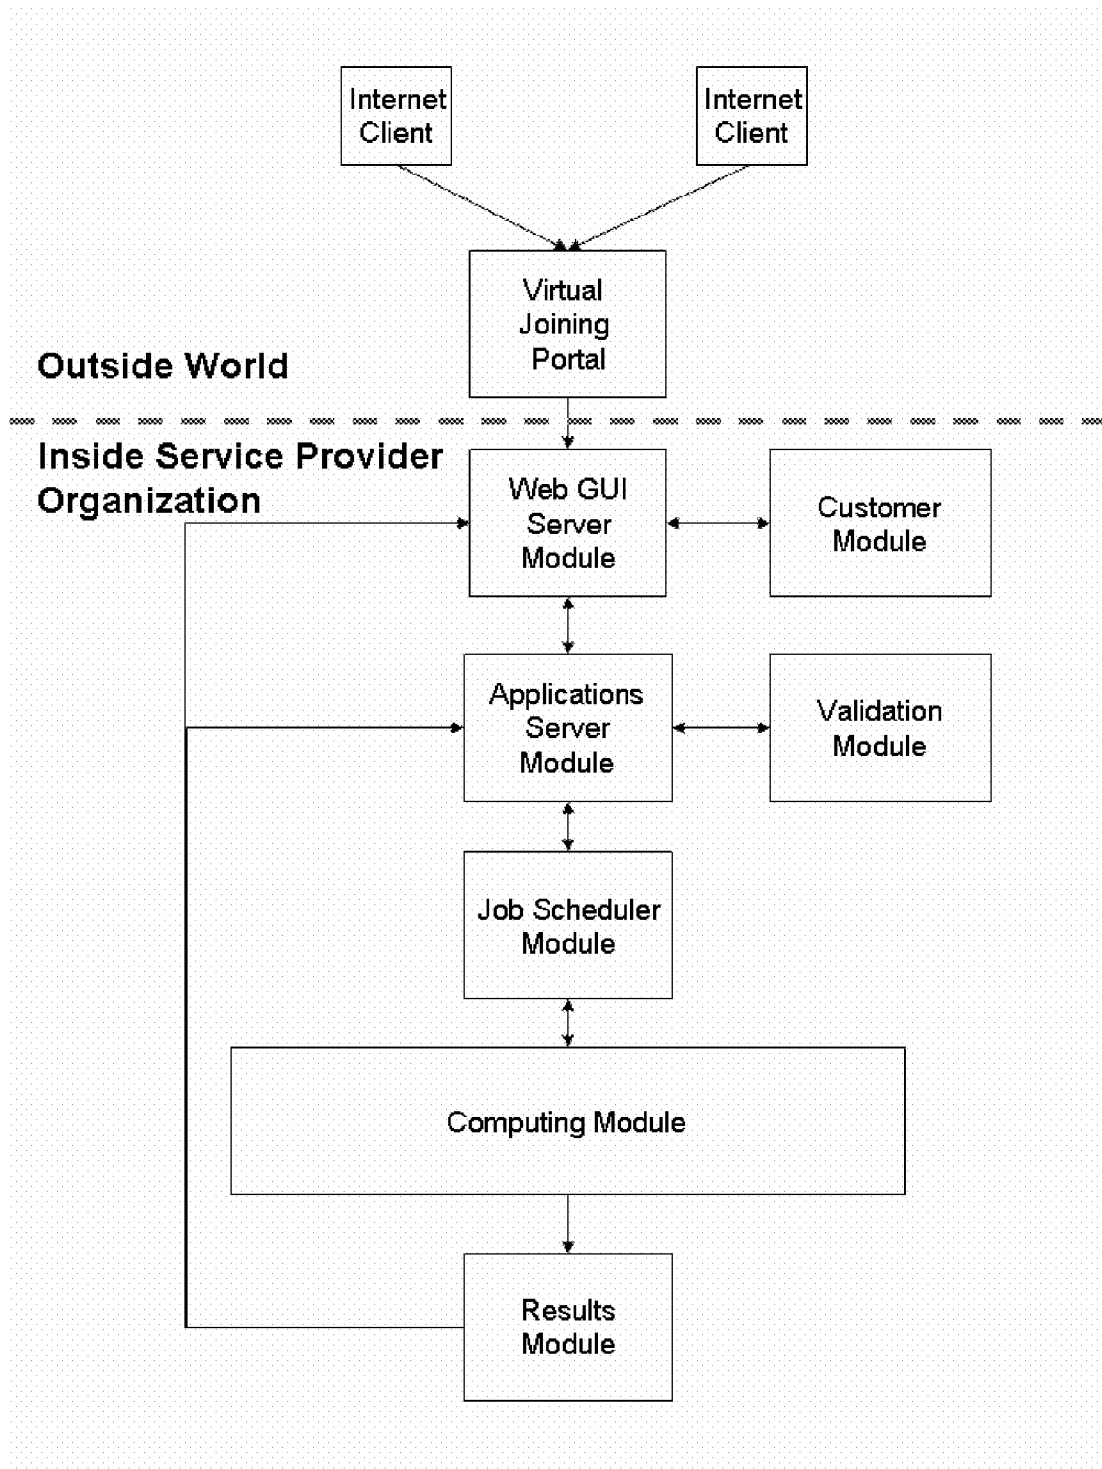 Internet
Client
Internet
Client
Virtual
Joining
Portal
Outside World
Inside Service Provider
Organization
Web GUI
Server
Module
Customer
Module
Applications
Server
Module
Validation
Module
Job Scheduler
Module
Computing Module
Results
Module